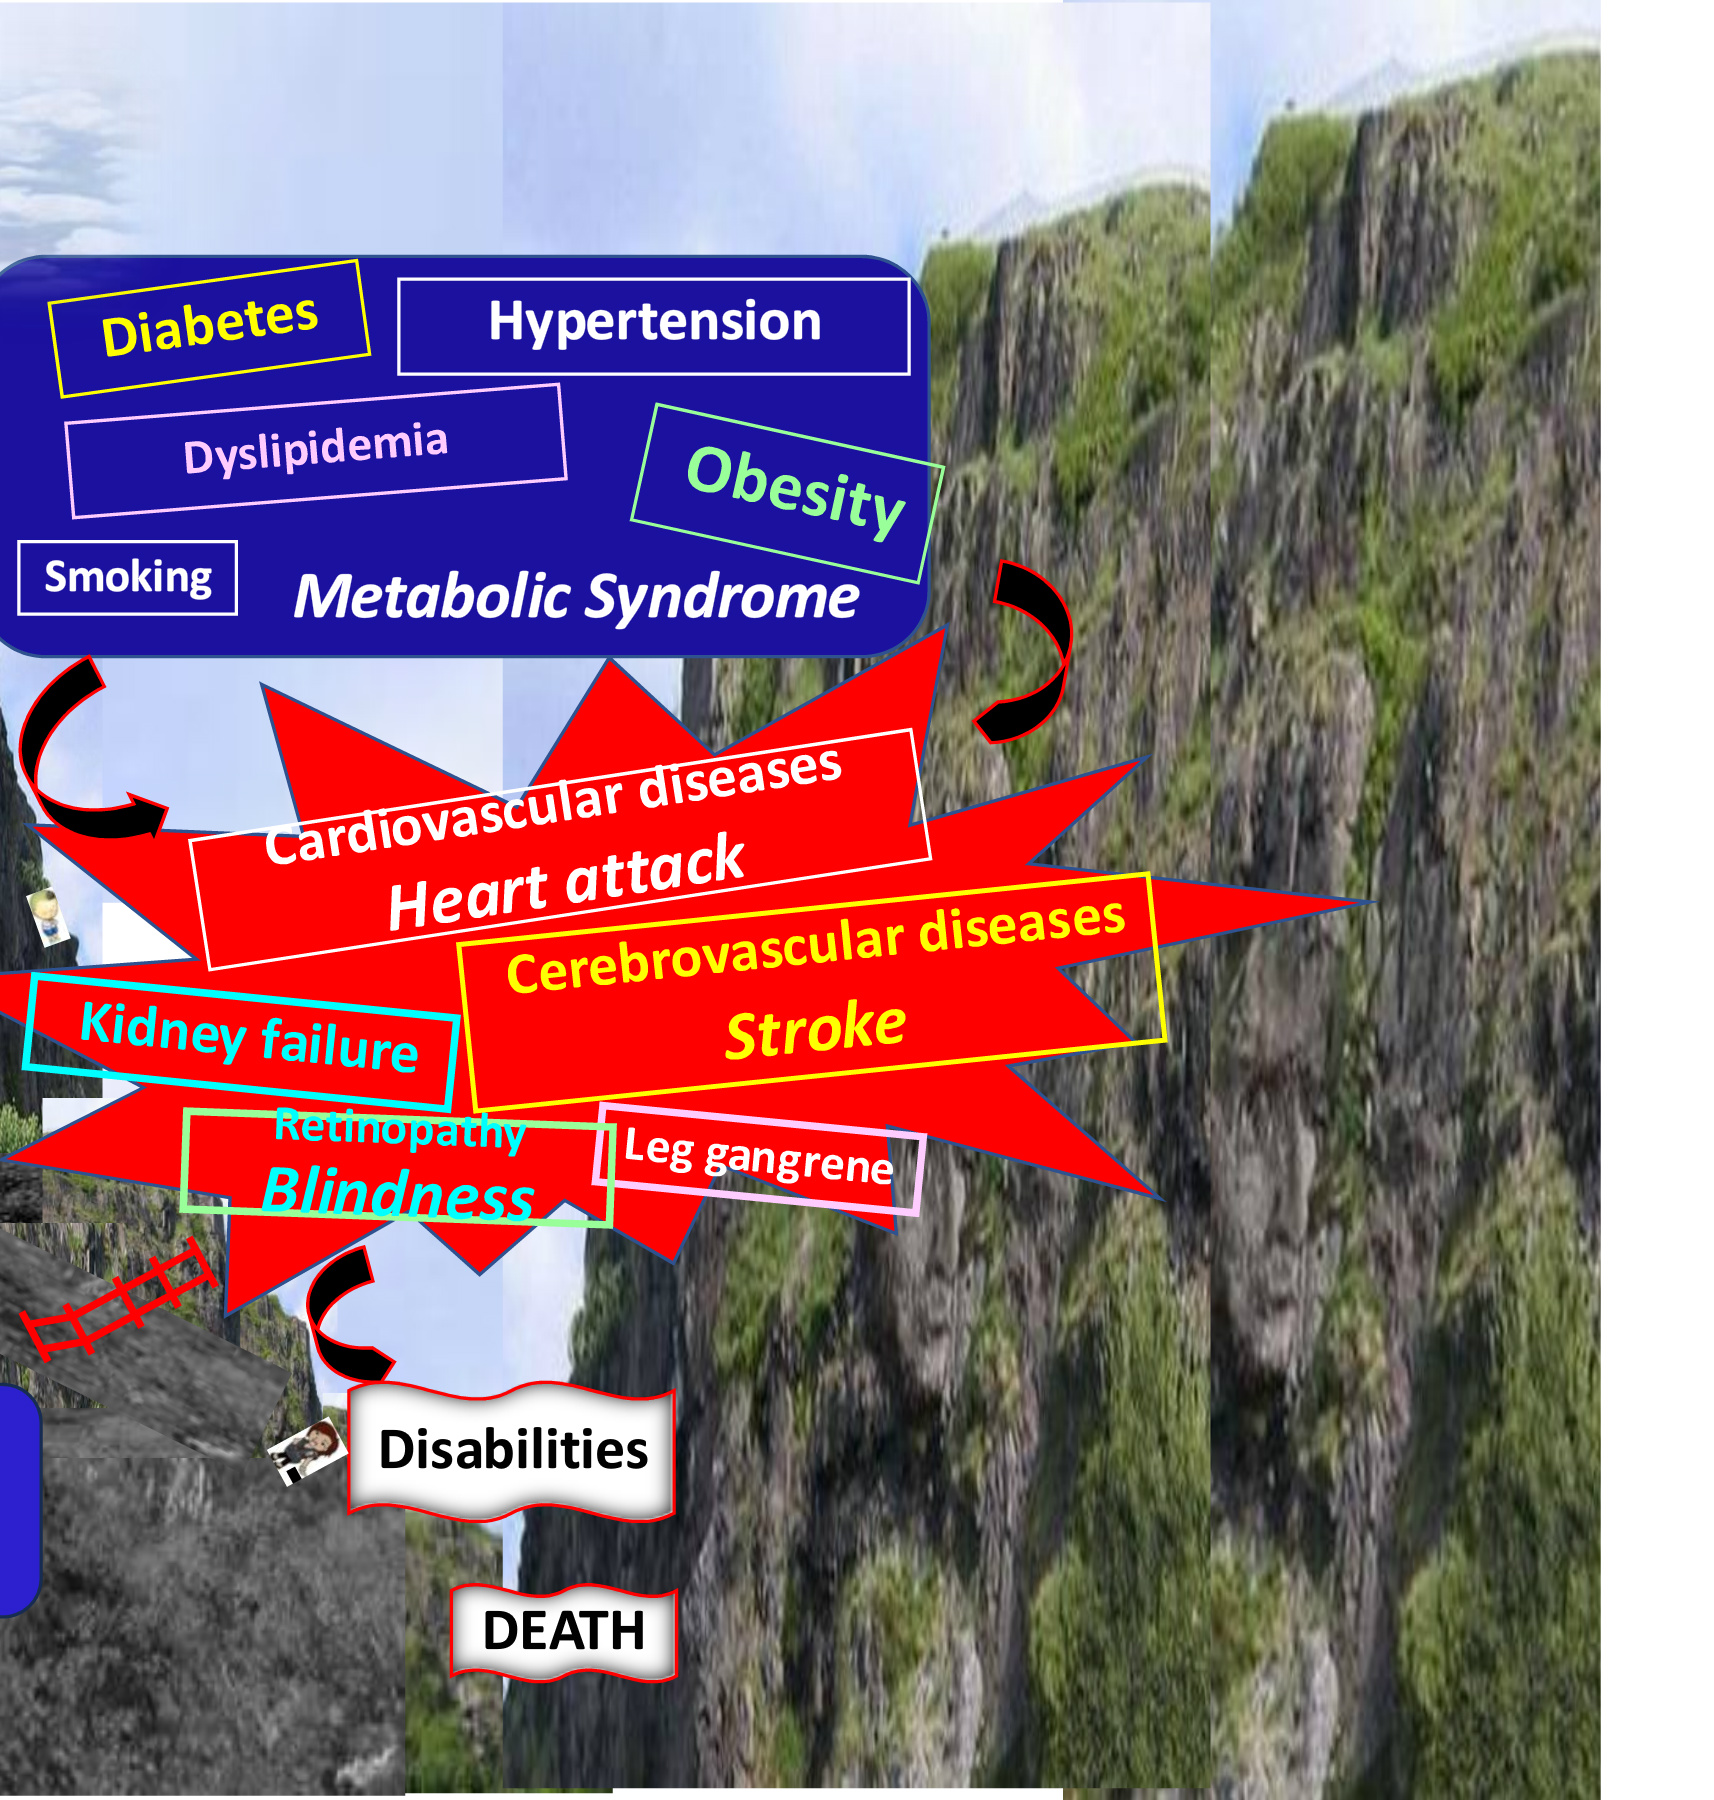 Diabetes
Hypertension
Dyslipidemia
Obesity
Smoking
Metabolic Syndrome
Cardiovascular diseases
Heart attack
Cerebrovascular diseases
Stroke
Kidney failure
Retinopathy
Blindness
Leg gangrene
Disabilities
DEATH